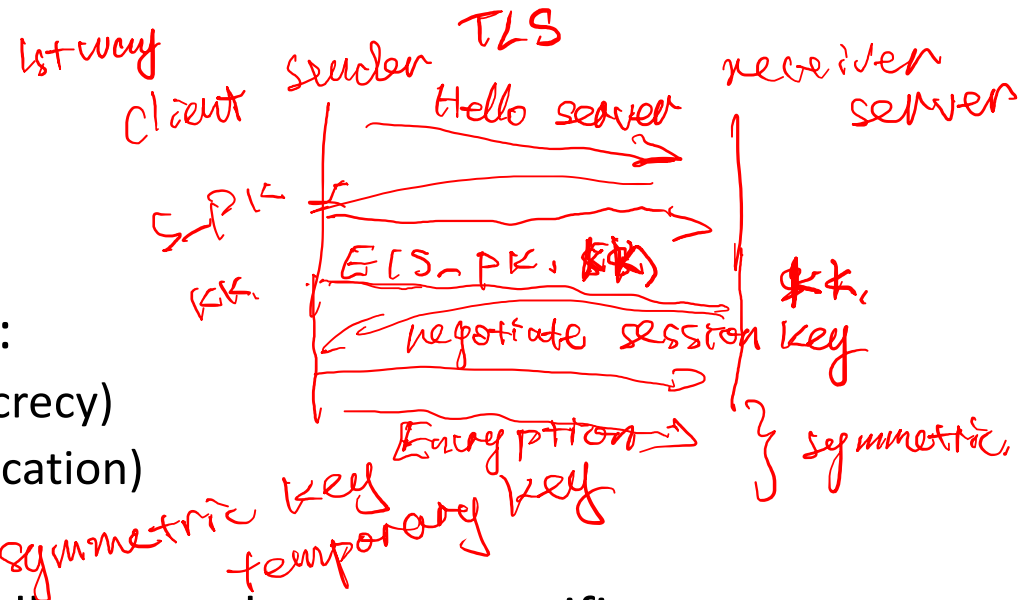 TLS
1st way
sender
receiver
client
Hello server
server
S_PK
E(S_pk, kk)
kk.
kk.
negotiate session key
:
crecy)
Encryption
symmetric.
cation)
symmetric key
temporary key